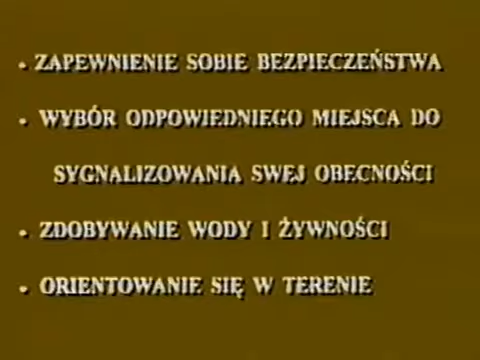 • ZAPEWNIENIE SOBIE BEZPIECZEŃSTWA
• WYBÓR ODPOWIEDNIEGO MIEJSCA DO
SYGNALIZOWANIA SWEJ OBECNOŚCI
• ZDOBYWANIE WODY I ŻYWNOŚCI
• ORIENTOWANIE SIĘ W TERENIE